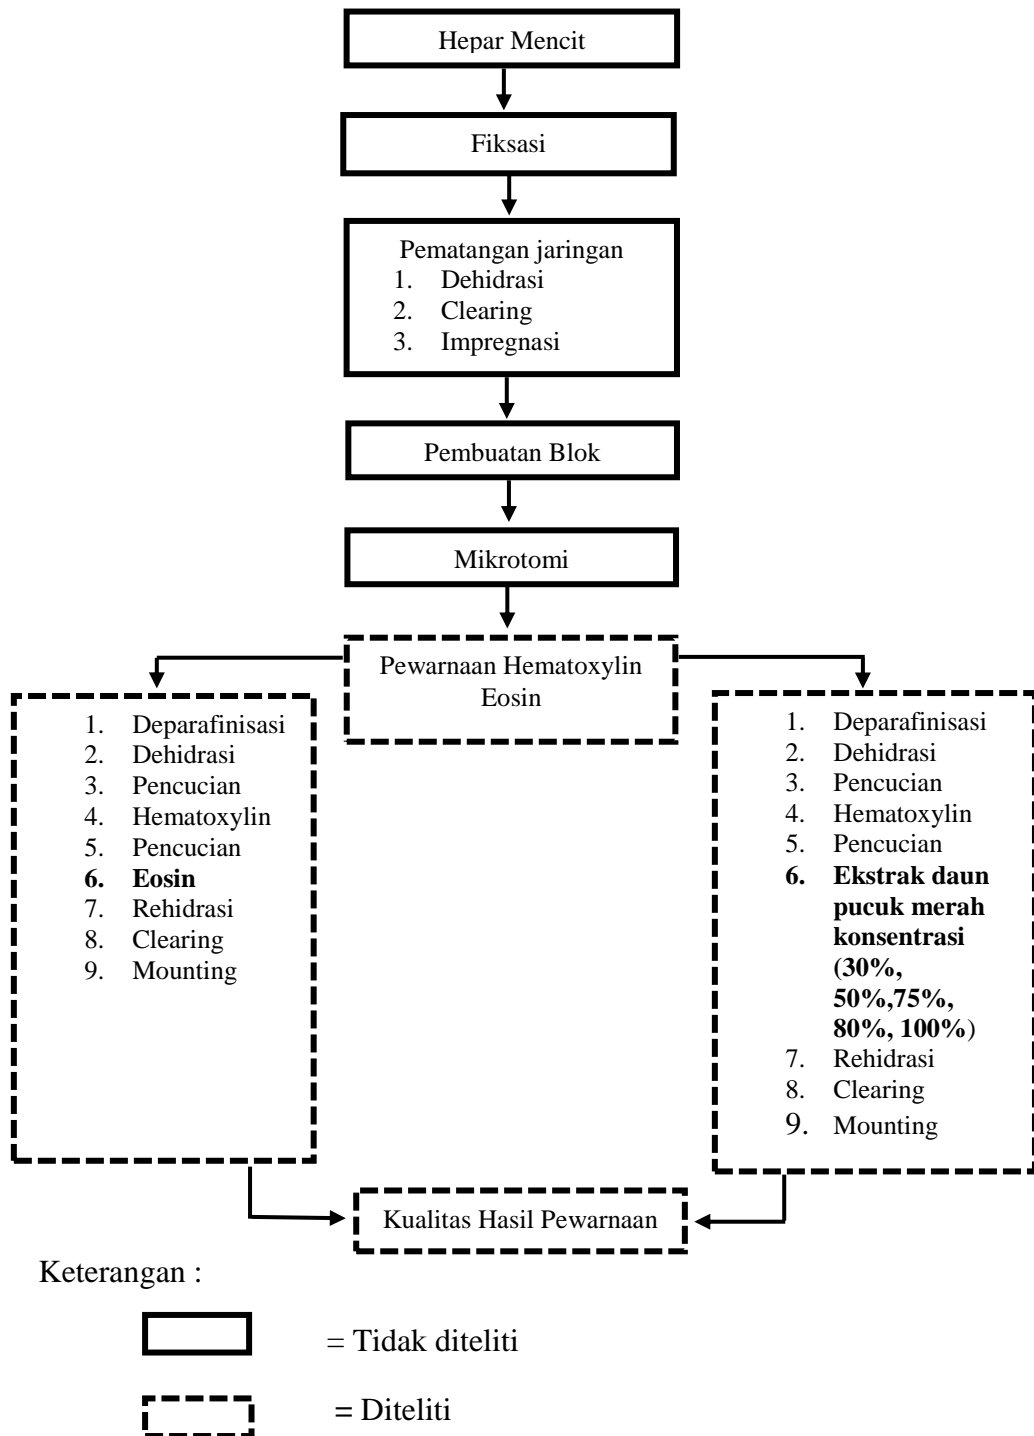 Hepar Mencit
Fiksasi
Pematangan jaringan
1. Dehidrasi
2. Clearing
3. Impregnasi
Pembuatan Blok
Mikrotomi
Pewarnaan Hematoxylin
Eosin
1. Deparafinisasi
2. Dehidrasi
3. Pencucian
4. Hematoxylin
5. Pencucian
6. Eosin
7. Rehidrasi
8. Clearing
9. Mounting
1. Deparafinisasi
2. Dehidrasi
3. Pencucian
4. Hematoxylin
5. Pencucian
6. Ekstrak daun
pucuk merah
konsentrasi
(30%,
50%,75%,
80%, 100%)
7. Rehidrasi
8. Clearing
9. Mounting
Kualitas Hasil Pewarnaan
Keterangan :
= Tidak diteliti
= Diteliti